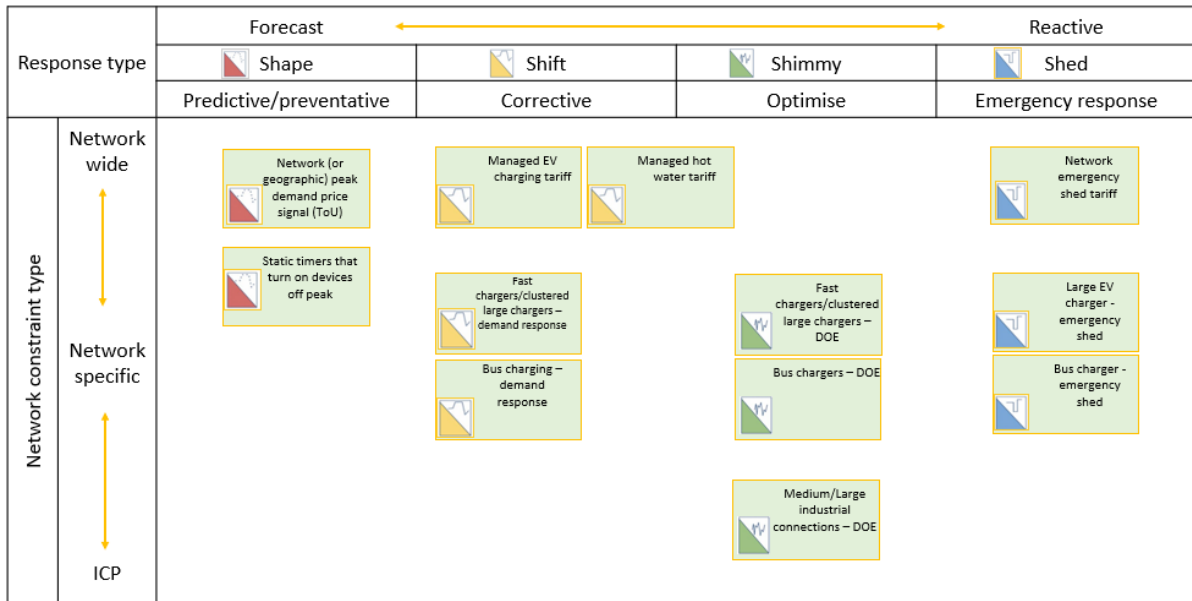 Response type
Forecast
Reactive
Shape
Shift
Shimmy
Shed
Predictive/preventative
Corrective
Optimise
Emergency response
Network constraint type
Network
wide
Network
specific
ICP
Network (or
geographic) peak
demand price
signal (ToU)
Managed EV
charging tariff
Managed hot
water tariff
Network
emergency
shed tariff
Static timers that
turn on devices
off peak
Fast
chargers/clustered
large chargers –
demand response
Fast
chargers/clustered
large chargers –
DOE
Large EV
charger -
emergency
shed
Bus charging –
demand
response
Bus chargers – DOE
Bus charger -
emergency
shed
Medium/Large
industrial
connections – DOE